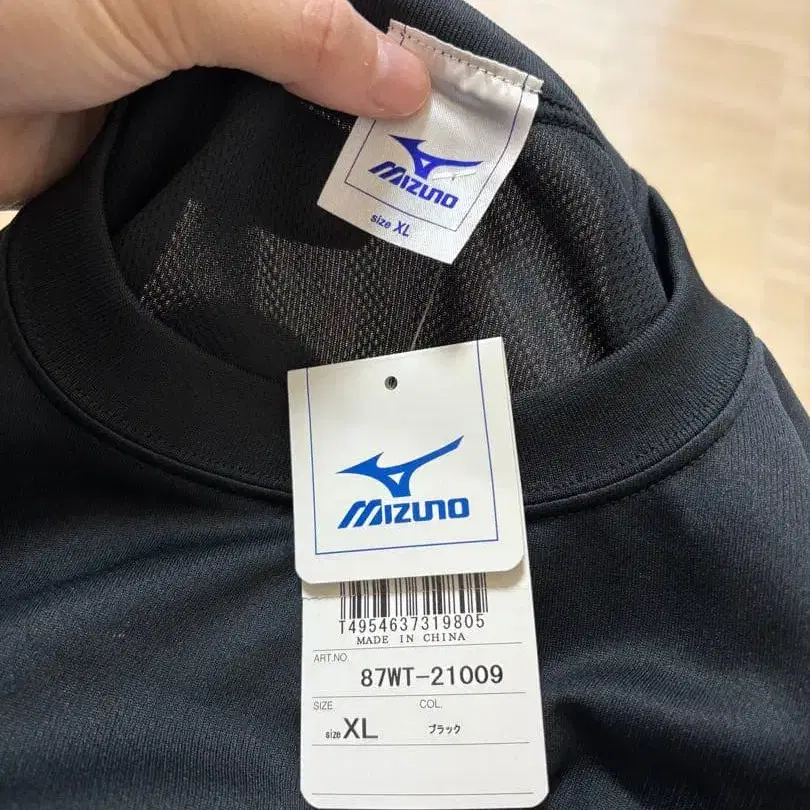 MIZUNO
size XL
MIZUNO
T4954637319805
MADE IN CHINA
ART.NO.
87WT-21009
SIZE COL.
size XL ブラック